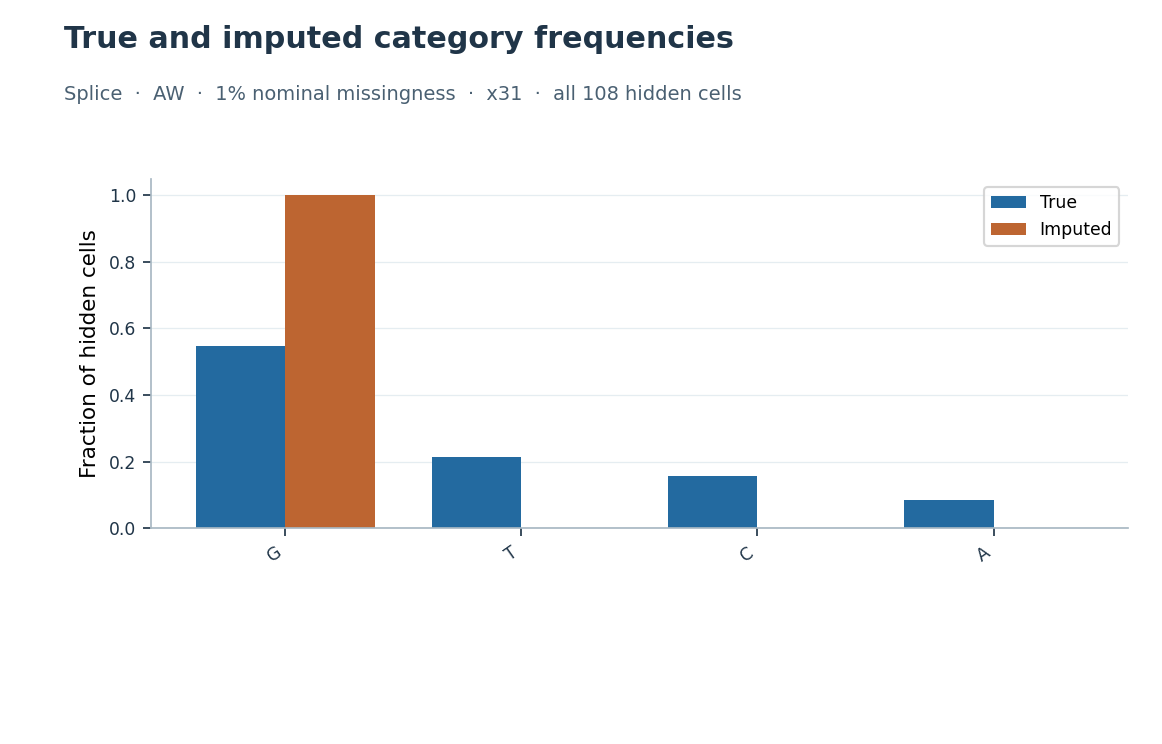 True and imputed category frequencies
Splice · AW · 1% nominal missingness · x31 · all 108 hidden cells
Fraction of hidden cells
1.0
0.8
0.6
0.4
0.2
0.0
True
Imputed
G
T
C
A